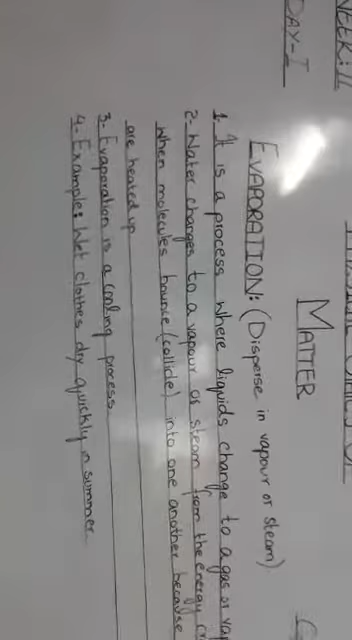 WEEK: 11
DAY-I
MATTER
EVAPORATION: (Disperse in vapour or steam)
1. It is a process where liquids change to a gas or
2. Water changes to a vapour or steam from the energy
when molecules bounce (collide) into one another because
are heated up
3. Evaporation is a cooling process
4. Example: Wet clothes dry quickly n summer